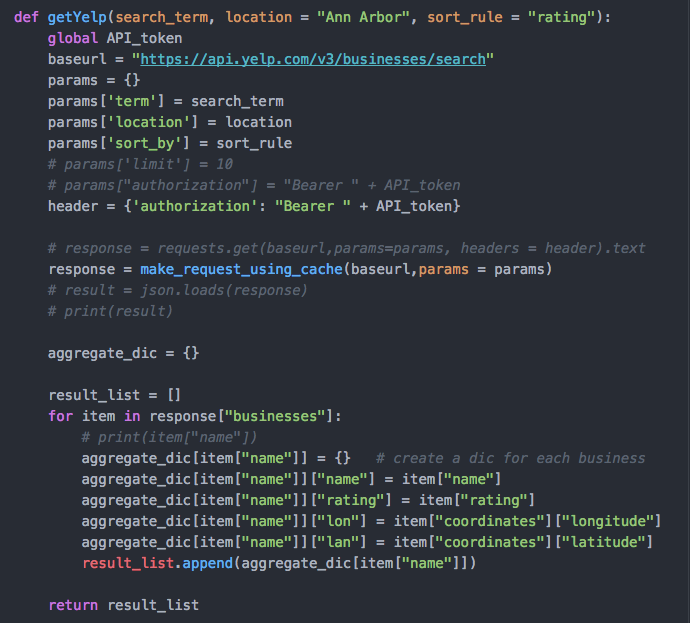 def getYelp(search_term, location = "Ann Arbor", sort_rule = "rating"):
    global API_token
    baseurl = "https://api.yelp.com/v3/businesses/search"
    params = {}
    params['term'] = search_term
    params['location'] = location
    params['sort_by'] = sort_rule
    # params['limit'] = 10
    # params["authorization"] = "Bearer " + API_token
    header = {'authorization': "Bearer " + API_token}

    # response = requests.get(baseurl,params=params, headers = header).text
    response = make_request_using_cache(baseurl,params = params)
    # result = json.loads(response)
    # print(result)

    aggregate_dic = {}

    result_list = []
    for item in response["businesses"]:
        # print(item["name"])
        aggregate_dic[item["name"]] = {}   # create a dic for each business
        aggregate_dic[item["name"]]["name"] = item["name"]
        aggregate_dic[item["name"]]["rating"] = item["rating"]
        aggregate_dic[item["name"]]["lon"] = item["coordinates"]["longitude"]
        aggregate_dic[item["name"]]["lan"] = item["coordinates"]["latitude"]
        result_list.append(aggregate_dic[item["name"]])

    return result_list